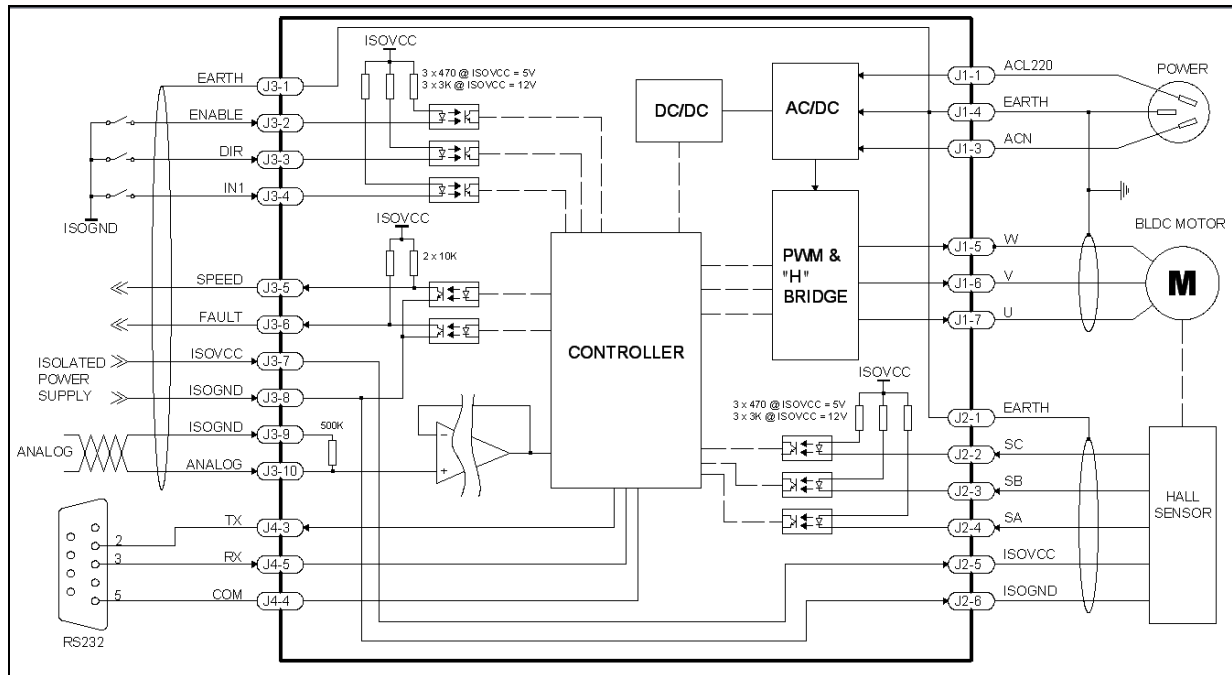 ISOVCC
3 x 470 @ ISOVCC = 5V
3 x 3K @ ISOVCC = 12V
EARTH
J3-1
ENABLE
J3-2
DIR
J3-3
IN1
J3-4
ISOGND
ISOVCC
2 x 10K
SPEED
J3-5
FAULT
J3-6
ISOLATED
POWER
SUPPLY
ISOVCC
J3-7
ISOGND
J3-8
ANALOG
ISOGND
J3-9
500K
ANALOG
J3-10
-
+
TX
J4-3
RX
J4-5
COM
J4-4
2
3
5
RS232
DC/DC
AC/DC
CONTROLLER
PWM &
"H"
BRIDGE
J1-1
ACL220
POWER
J1-4
EARTH
J1-3
ACN
BLDC MOTOR
J1-5
W
J1-6
V
J1-7
U
M
ISOVCC
3 x 470 @ ISOVCC = 5V
3 x 3K @ ISOVCC = 12V
J2-1
EARTH
J2-2
SC
J2-3
SB
J2-4
SA
J2-5
ISOVCC
J2-6
ISOGND
HALL
SENSOR